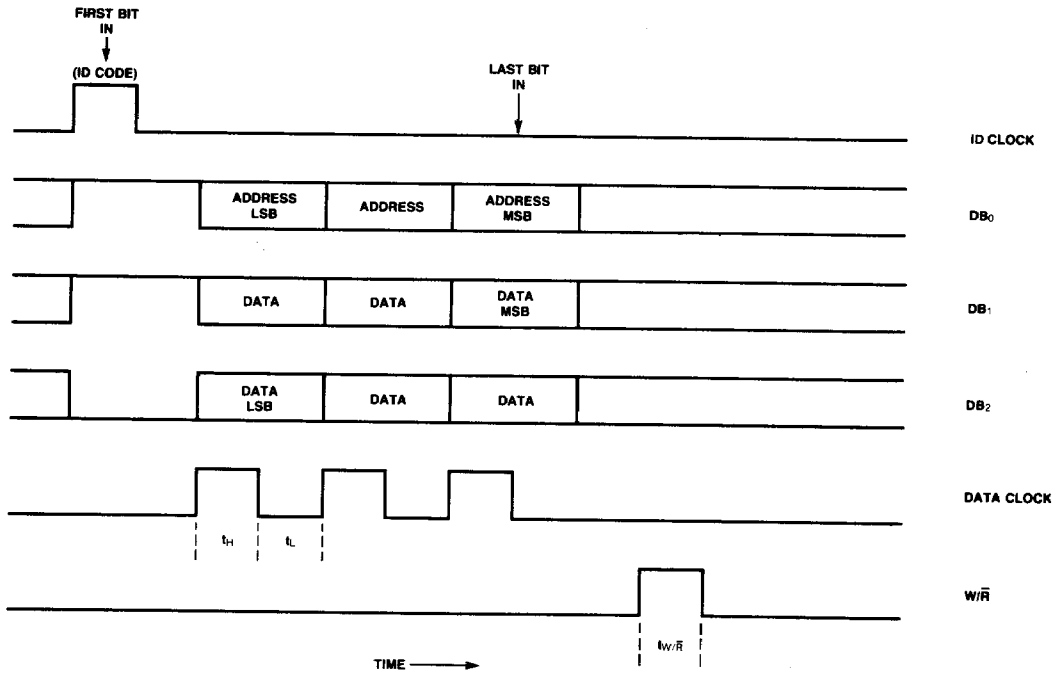 FIRST BIT
IN
(ID CODE)
LAST BIT
IN
ID CLOCK
ADDRESS
LSB
ADDRESS
ADDRESS
MSB
DB0
DATA
DATA
DATA
MSB
DB1
DATA
LSB
DATA
DATA
DB2
DATA CLOCK
tH
tL
W/R̅
tW/R̅
TIME